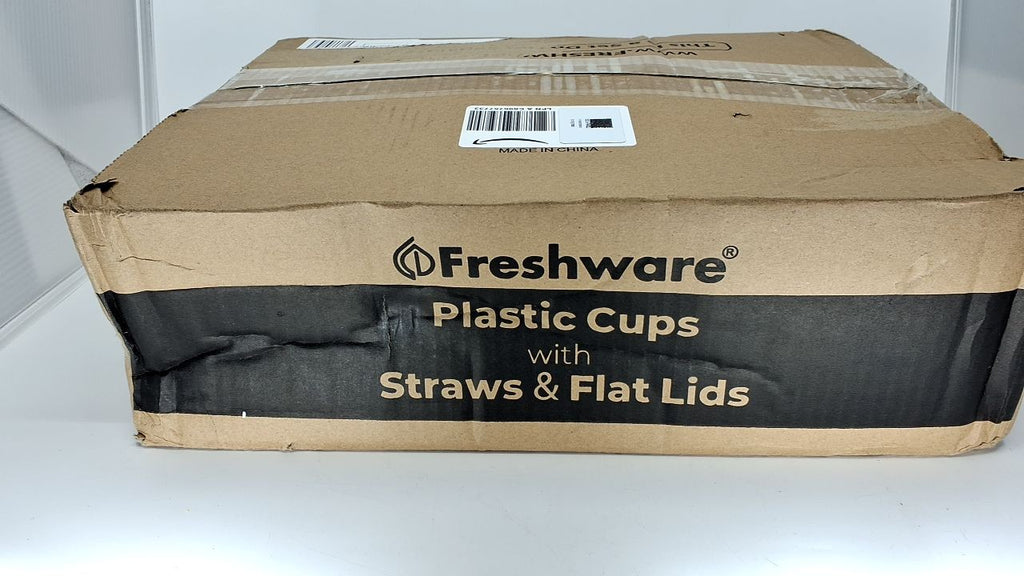 MADE IN CHINA
Freshware®
Plastic Cups
with
Straws & Flat Lids